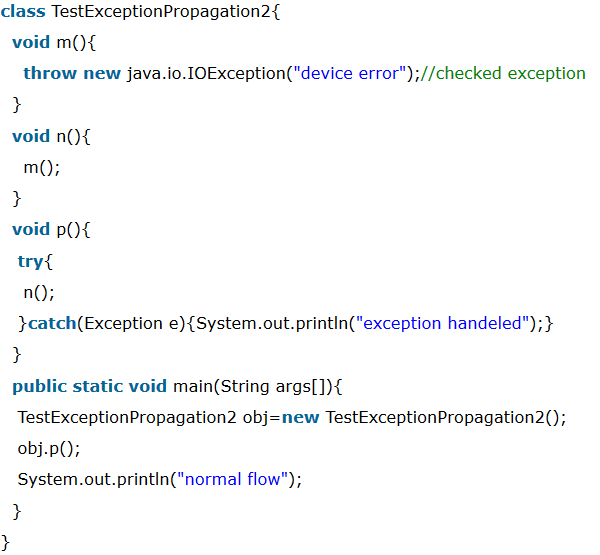 class TestExceptionPropagation2{
void m(){
throw new java.io.IOException("device error");//checked exception
}
void n(){
m();
}
void p(){
try{
n();
}catch(Exception e){System.out.println("exception handeled");}
}
public static void main(String args[]){
TestExceptionPropagation2 obj=new TestExceptionPropagation2();
obj.p();
System.out.println("normal flow");
}
}